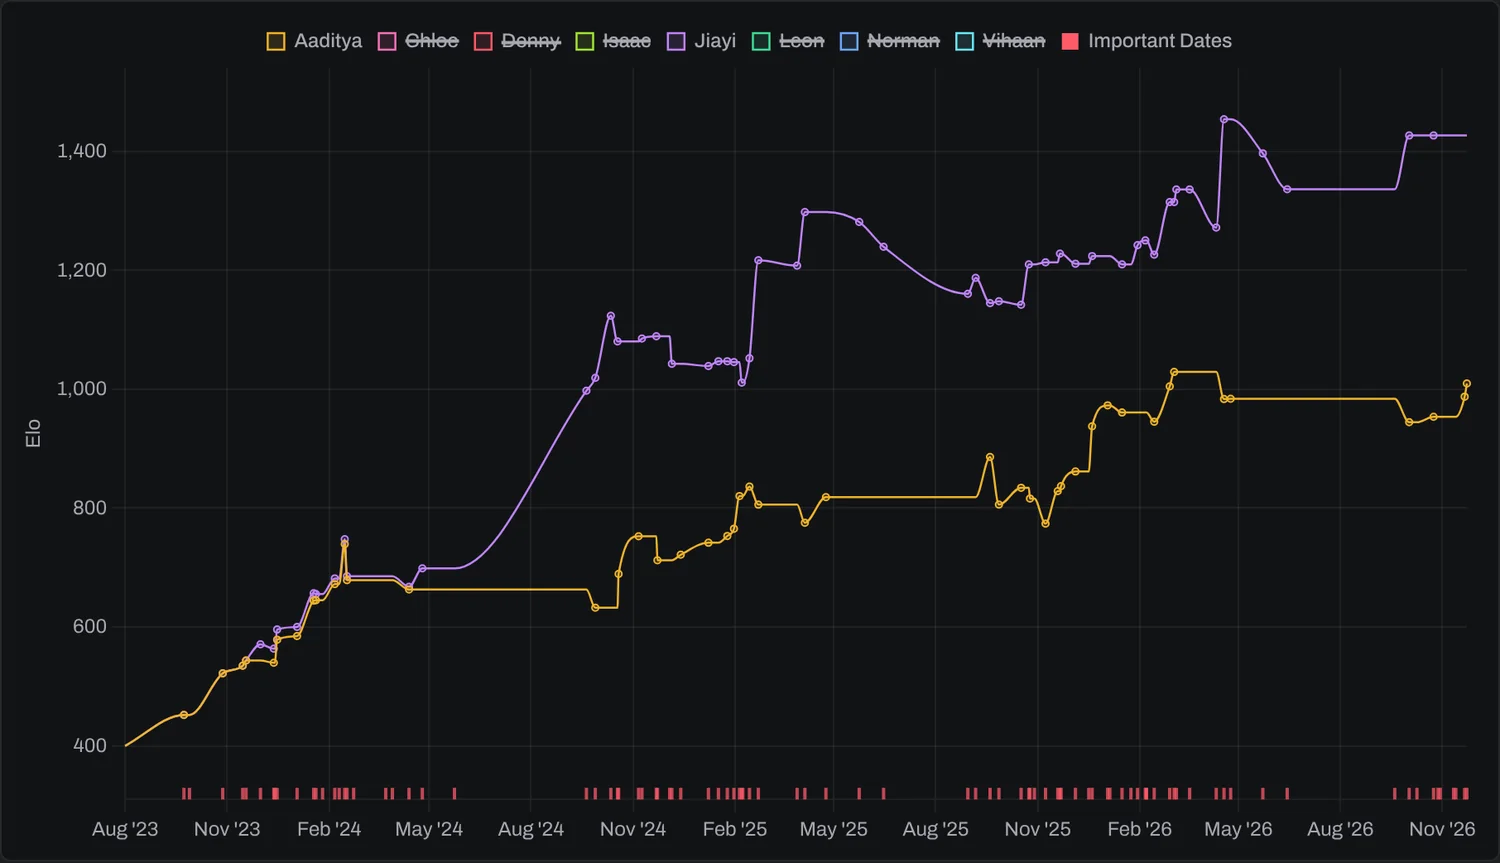 Aaditya Chloe Denny Isaac Jiayi Leon Norman Vihaan Important Dates
1,400
1,200
1,000
Elo
800
600
400
Aug '23 Nov '23 Feb '24 May '24 Aug '24 Nov '24 Feb '25 May '25 Aug '25 Nov '25 Feb '26 May '26 Aug '26 Nov '26